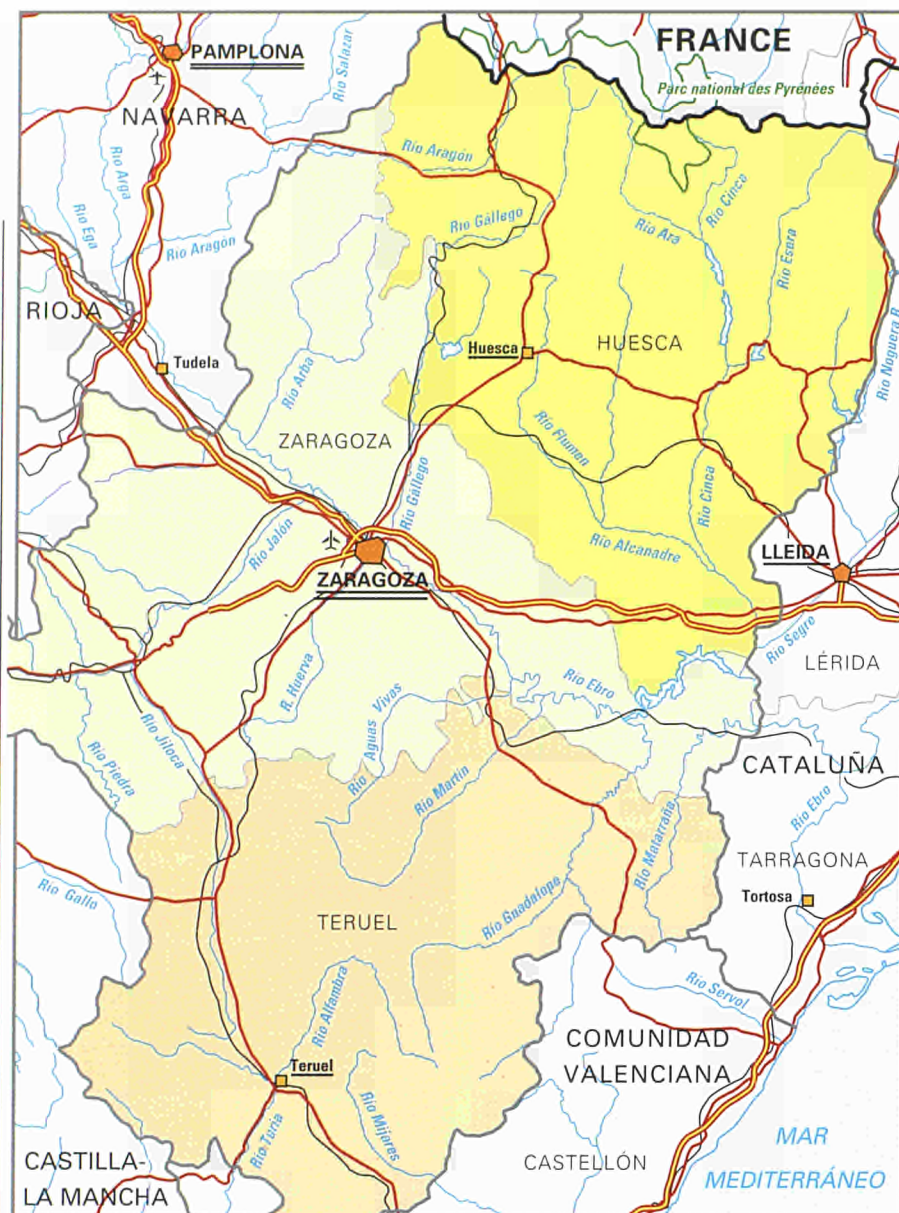 FRANCE
PAMPLONA
Parc national des Pyrénées
NAVARRA
Río Salazar
Río Arga
Río Ega
Río Aragón
Río Aragón
Río Gállego
Río Ara
Río Cinca
Río Esera
RIOJA
Tudela
Río Arba
Huesca
HUESCA
Río Noguera R.
ZARAGOZA
Río Flumen
Río Gállego
Río Cinca
Río Jalón
Río Alcanadre
LLEIDA
ZARAGOZA
Río Segre
LÉRIDA
R. Huerva
Río Ebro
Río Aguas Vivas
Río Jiloca
Río Piedra
Río Martín
CATALUÑA
Río Ebro
Río Matarraña
TARRAGONA
Río Gallo
Tortosa
TERUEL
Río Guadalope
Río Alfambra
Río Servol
COMUNIDAD
VALENCIANA
Teruel
Río Turia
Río Mijares
MAR
MEDITERRÁNEO
CASTELLÓN
CASTILLA-
LA MANCHA